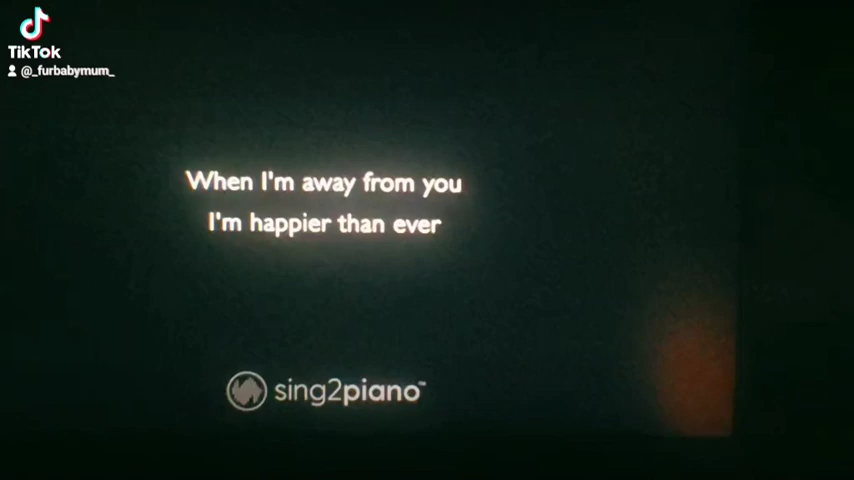 TikTok
@_furbabymum_
When I'm away from you
I'm happier than ever
sing2piano™